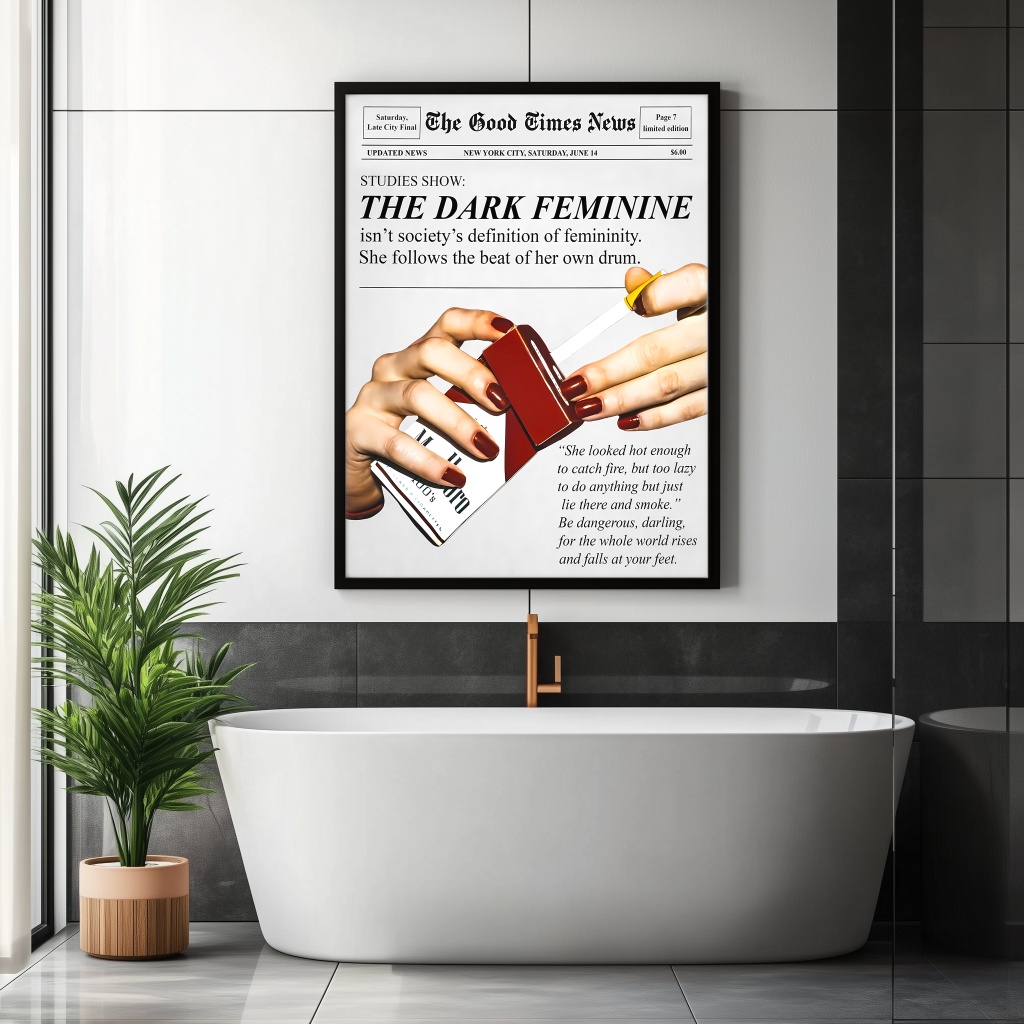 Saturday,
Late City Final
The Good Times News
Page 7
limited edition
UPDATED NEWS
NEW YORK CITY, SATURDAY, JUNE 14
$6.00
STUDIES SHOW:
THE DARK FEMININE
isn't society's definition of femininity.
She follows the beat of her own drum.
100's
"She looked hot enough
to catch fire, but too lazy
to do anything but just
lie there and smoke."
Be dangerous, darling,
for the whole world rises
and falls at your feet.